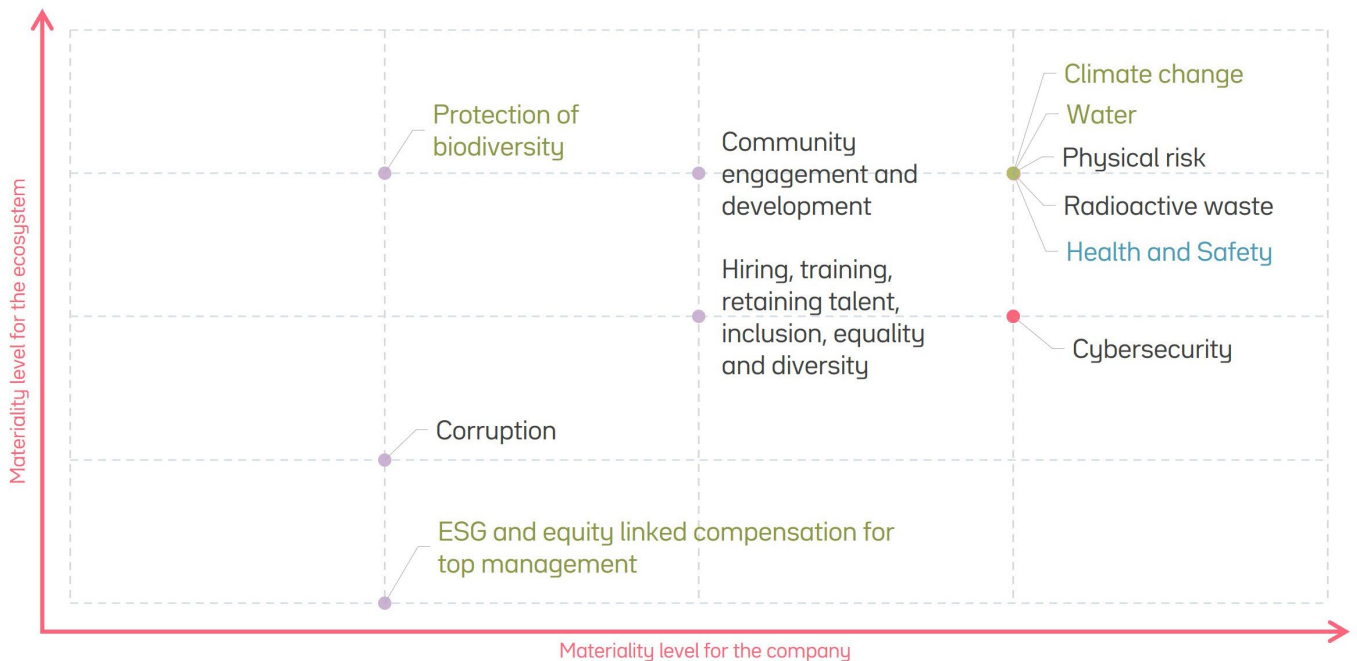 Materiality level for the ecosystem
Climate change
Protection of
biodiversity
Water
Community
engagement and
development
Physical risk
Radioactive waste
Health and Safety
Hiring, training,
retaining talent,
inclusion, equality
and diversity
Cybersecurity
Corruption
ESG and equity linked compensation for
top management
Materiality level for the company